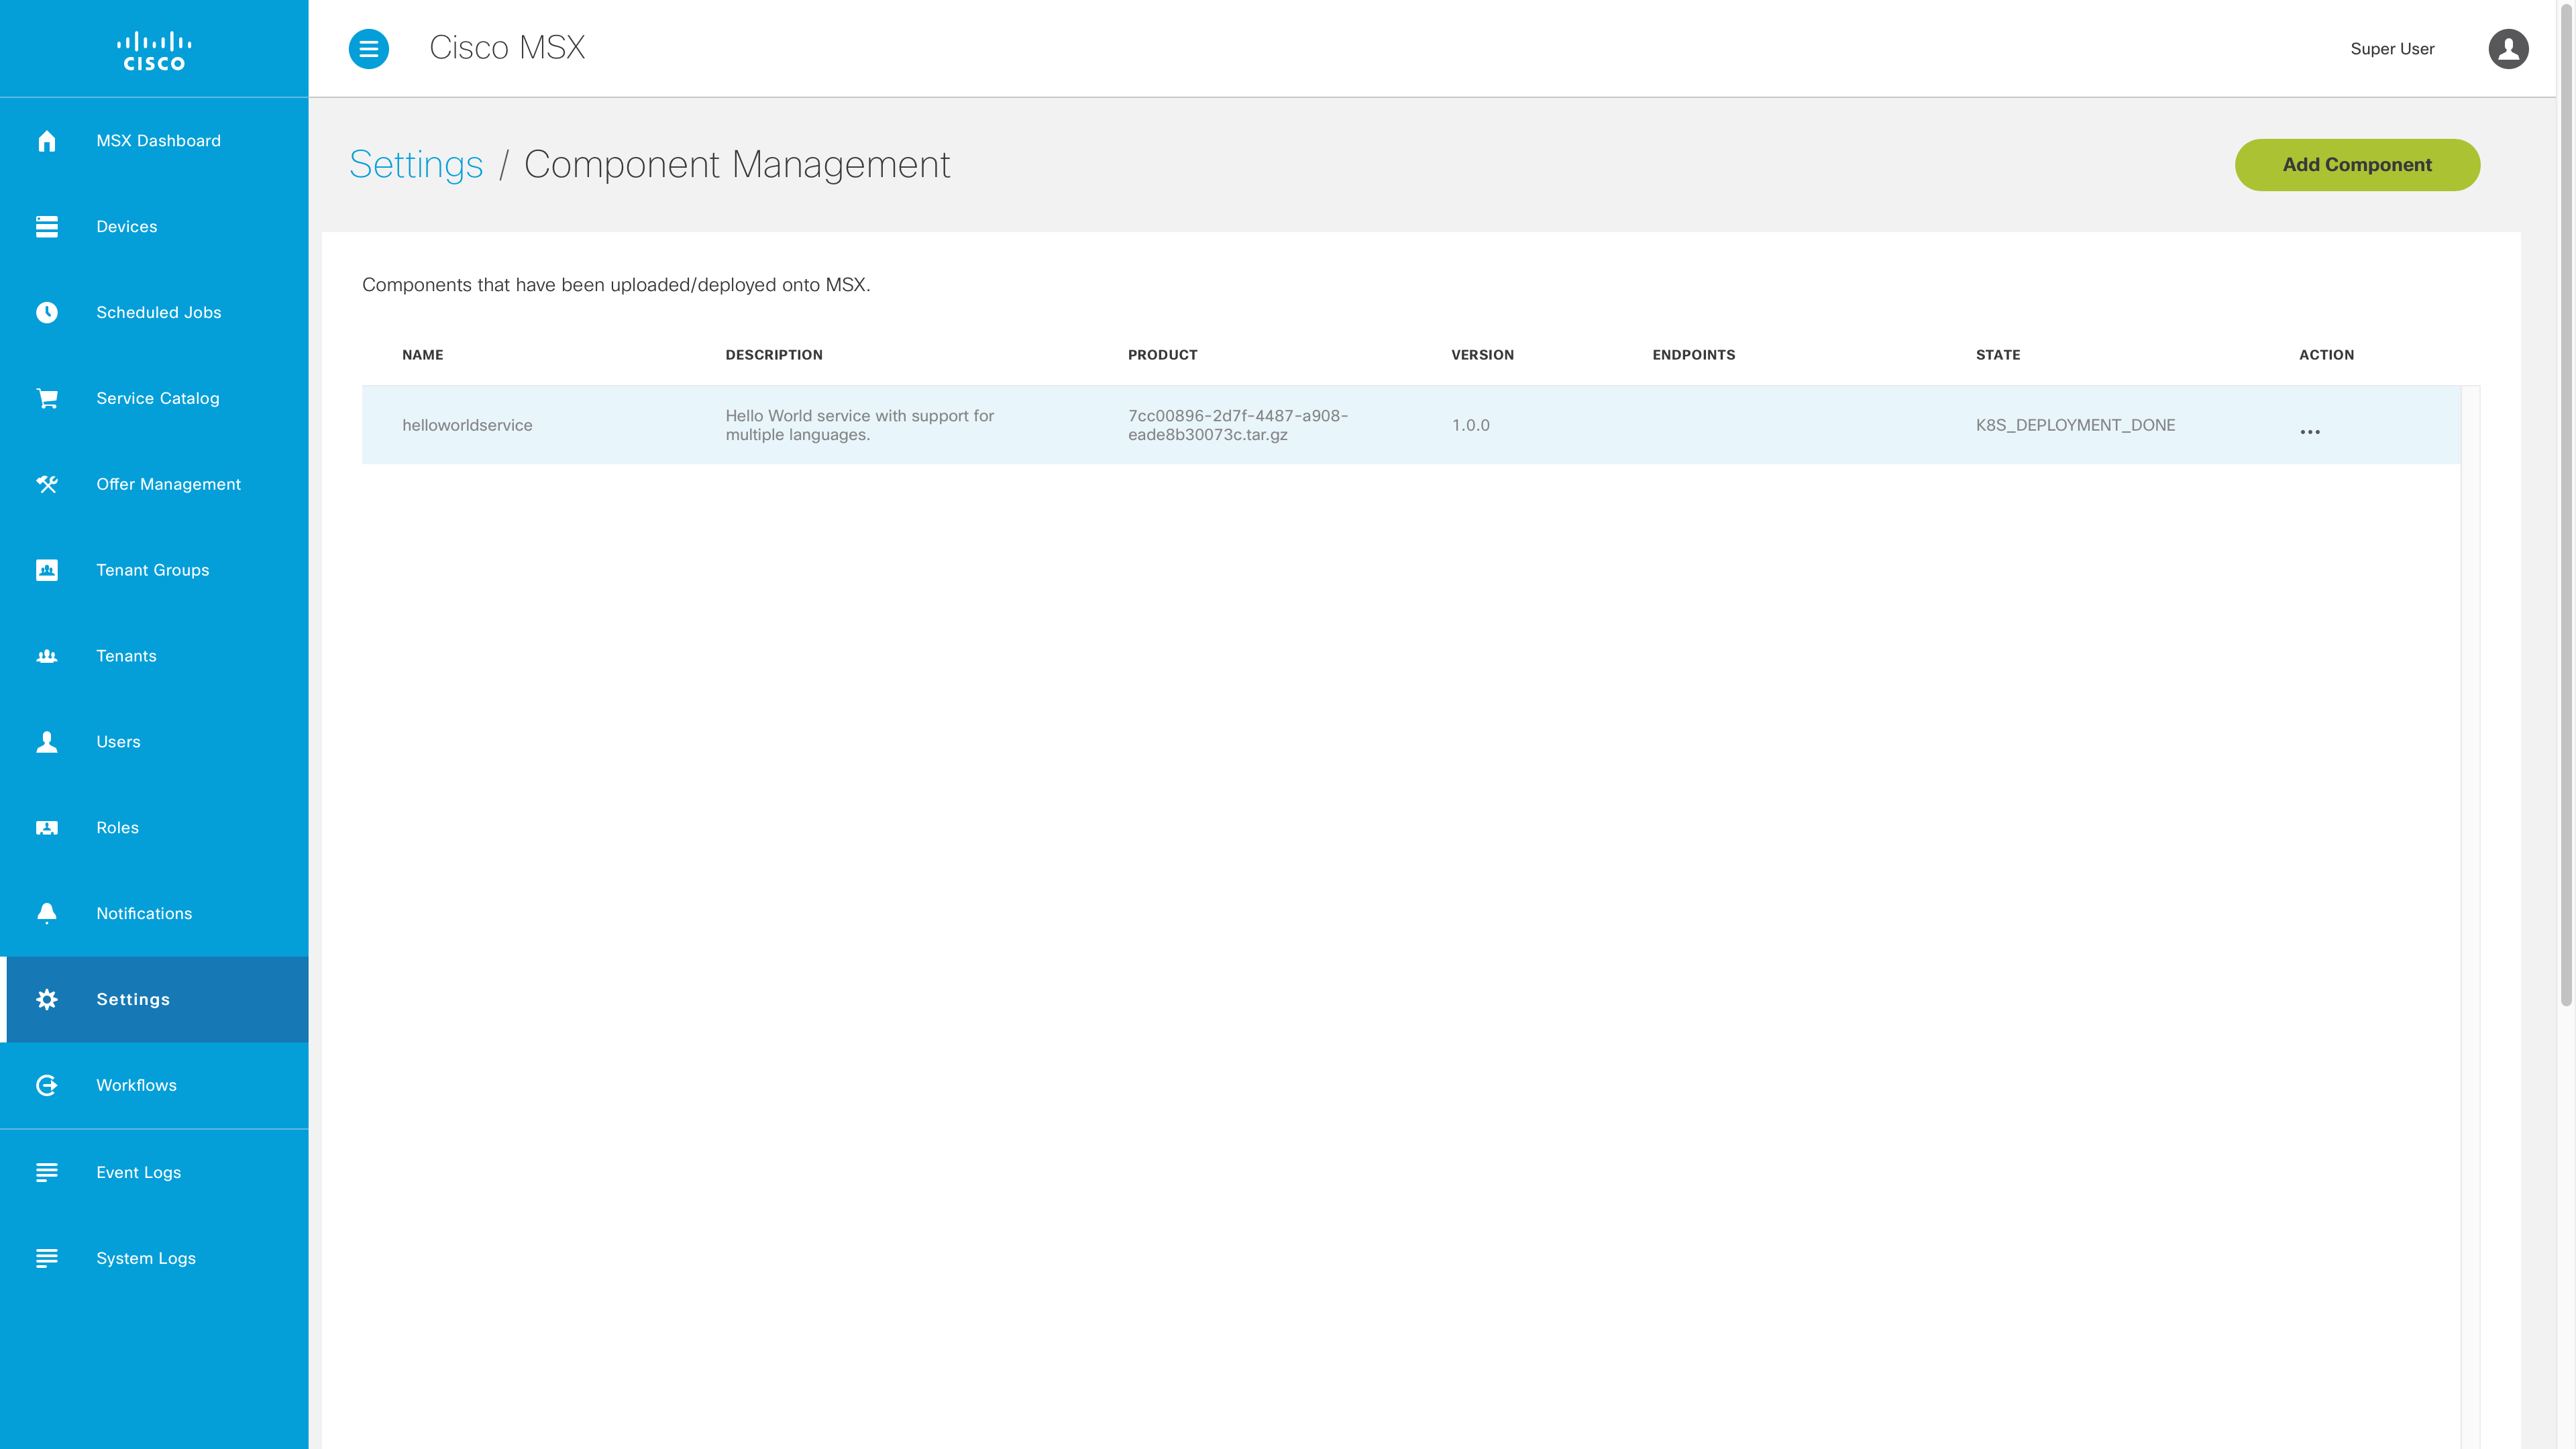 CISCO
Cisco MSX
Super User
MSX Dashboard
Devices
Scheduled Jobs
Service Catalog
Offer Management
Tenant Groups
Tenants
Users
Roles
Notifications
Settings
Workflows
Event Logs
System Logs
Settings / Component Management
Add Component
Components that have been uploaded/deployed onto MSX.
NAME DESCRIPTION PRODUCT VERSION ENDPOINTS STATE ACTION
helloworldservice
Hello World service with support for
multiple languages.
7cc00896-2d7f-4487-a908-
eade8b30073c.tar.gz
1.0.0
K8S_DEPLOYMENT_DONE
...